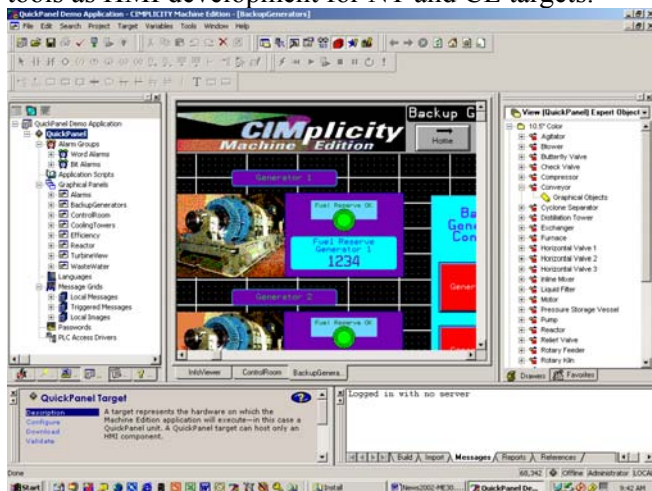 tools as HMI development for NT and CE targets.
QuickPanel Demo Application - CIMPLICITY Machine Edition - [BackupGenerators]
File Edit Search Project Target Variables Tools Window Help
QuickPanel Demo Application
QuickPanel
Alarm Groups
Word Alarms
Bit Alarms
Application Scripts
Graphical Panels
Alarms
BackupGenerators
ControlRoom
CoolingTowers
Efficiency
Reactor
TurbineView
WasteWater
Languages
Message Grids
Local Messages
Triggered Messages
Local Images
Passwords
PLC Access Drivers
CIMplicity
Machine Edition
Backup G
Home
Generator 1
Fuel Reserve OK
Fuel Reserve
Generator 1
1234
Generator 2
Fuel Reserve OK
Ba
Gen
Con
Gener
InfoViewer ControlRoom BackupGenera...
View (QuickPanel) Expert Object
10.5" Color
Agitator
Blower
Butterfly Valve
Check Valve
Compressor
Conveyor
Graphical Objects
Cyclone Separator
Distillation Tower
Exchanger
Furnace
Horizontal Valve 1
Horizontal Valve 2
Horizontal Valve 3
Inline Mixer
Liquid Filter
Motor
Pressure Storage Vessel
Pump
Reactor
Relief Valve
Rotary Feeder
Rotary Kiln
Drawers Favorites
QuickPanel Target
Description
Configure
Download
Validate
A target represents the hardware on which the
Machine Edition application will execute—in this case a
QuickPanel unit. A QuickPanel target can host only an
HMI component.
Logged in with no server
Build Import Messages Reports References
Done
60,342 Offline Administrator LOCAL
Start Install News2002-ME30... QuickPanel De... 9:42 AM